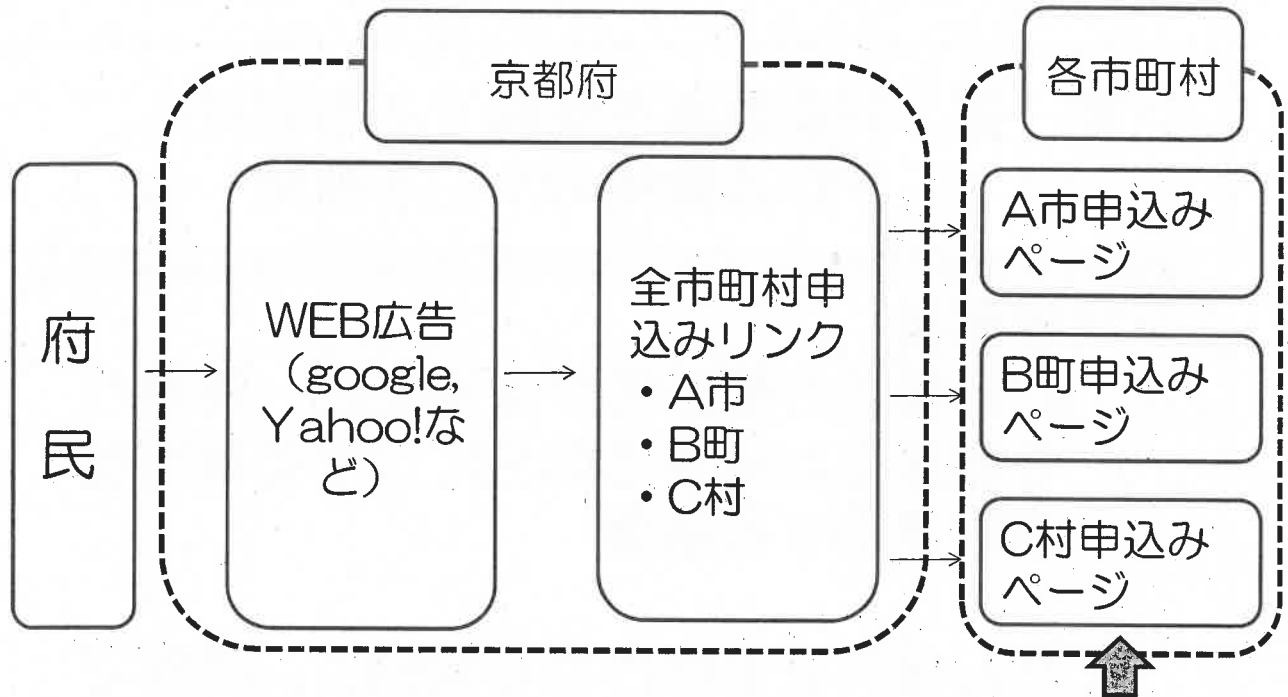 京都府
各市町村
府
民
WEB広告
(google,
Yahoo!な
ど)
全市町村申
込みリンク
・A市
・B町
・C村
A市申込み
ページ
B町申込み
ページ
C村申込み
ページ